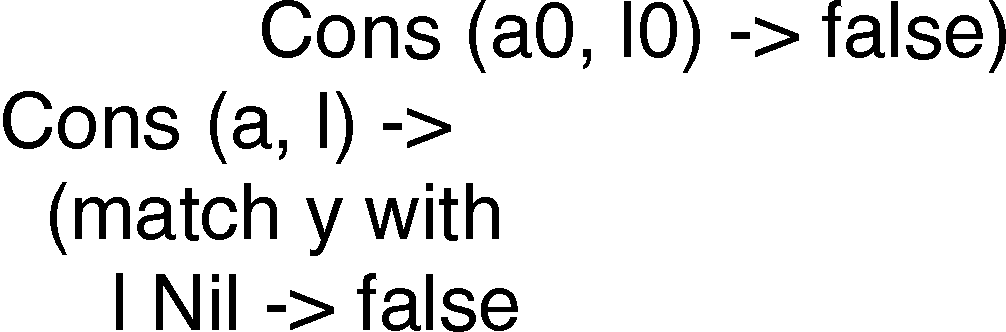 Cons (a0, l0) -> false)
Cons (a, l) ->
(match y with
| Nil -> false